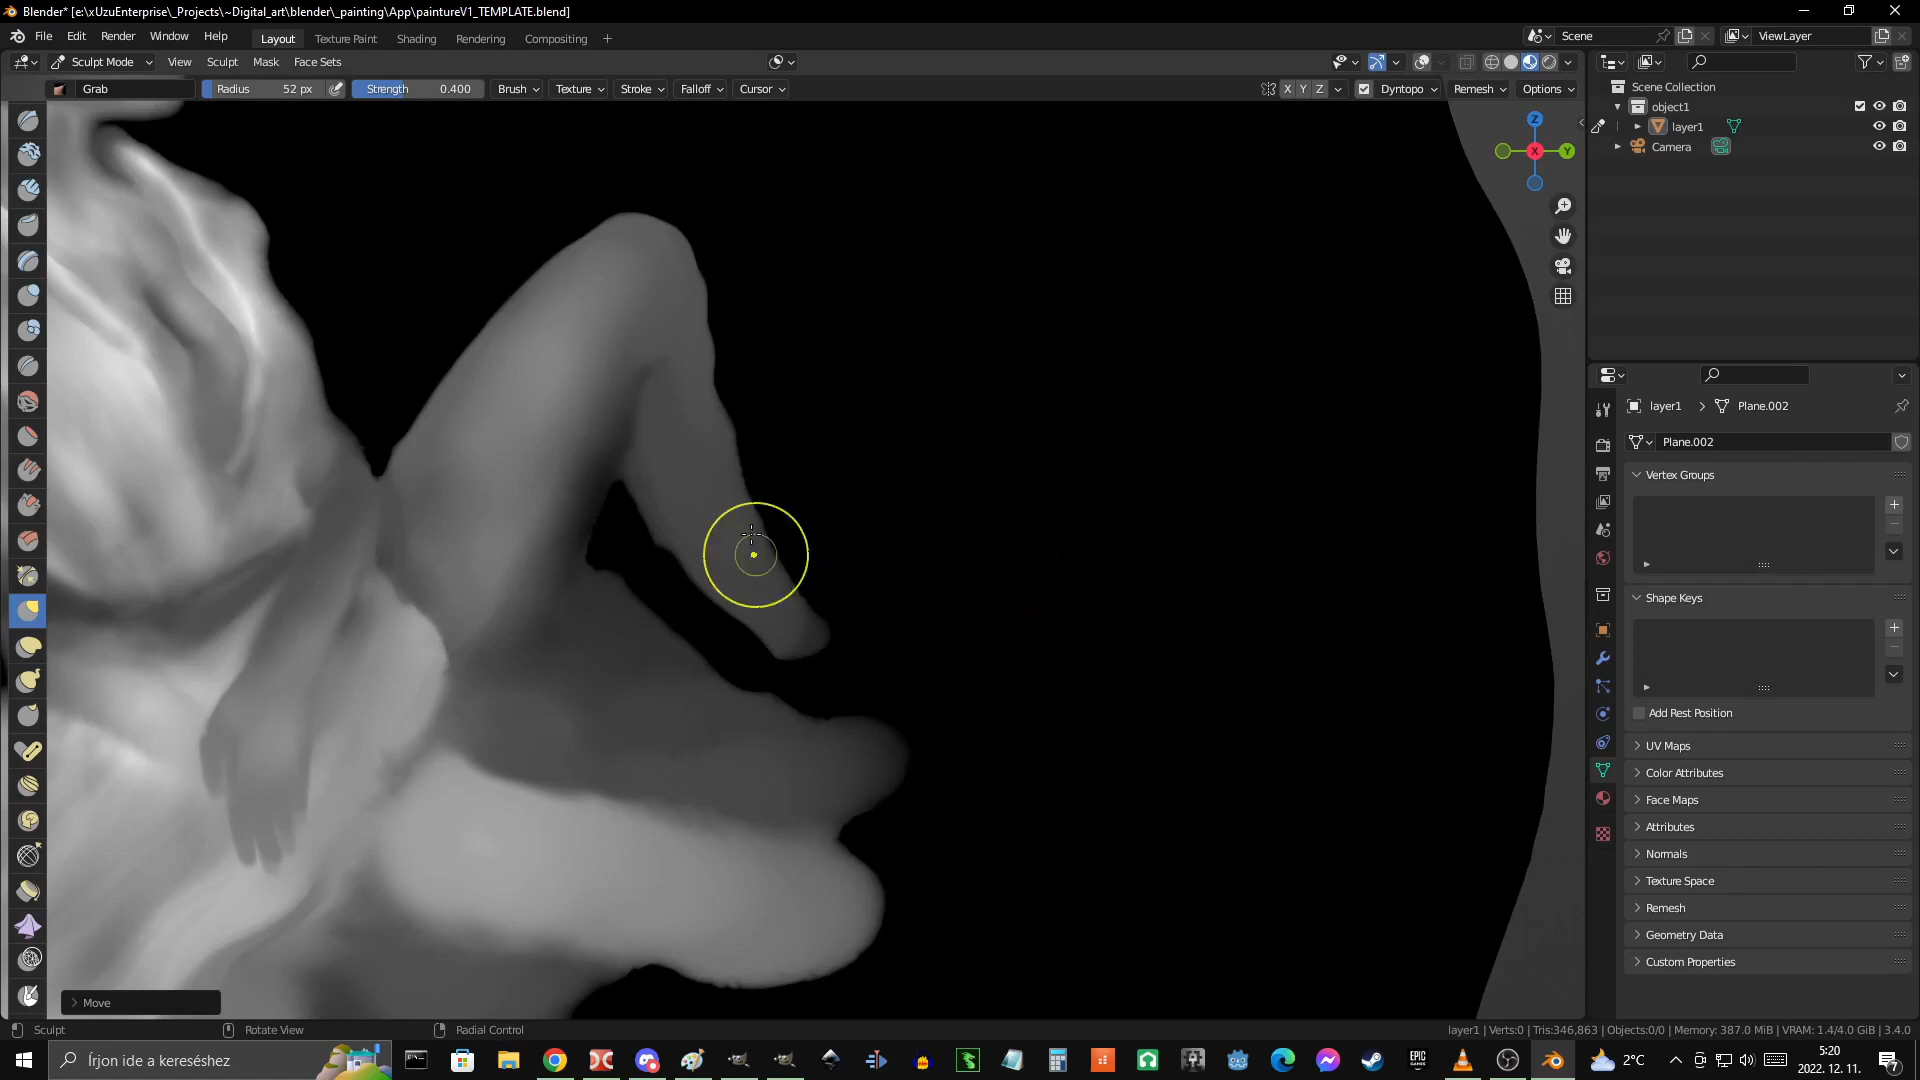 Blender* [e:\xUzuEnterprise\_Projects\~Digital_art\blender\_painting\App\paintureV1_TEMPLATE.blend]
File Edit Render Window Help Layout Texture Paint Shading Rendering Compositing + Scene ViewLayer
Sculpt Mode View Sculpt Mask Face Sets
Grab Radius 52 px Strength 0.400 Brush Texture Stroke Falloff Cursor X Y Z Dyntopo Remesh Options
Scene Collection
object1
layer1
Camera
Z
X
Y
layer1 > Plane.002
Plane.002
Vertex Groups
Shape Keys
Add Rest Position
UV Maps
Color Attributes
Face Maps
Attributes
Normals
Texture Space
Remesh
Geometry Data
Custom Properties
> Move
Sculpt Rotate View Radial Control layer1 | Verts:0 | Tris:346,863 | Objects:0/0 | Memory: 387.0 MiB | VRAM: 1.4/4.0 GiB | 3.4.0
Írjon ide a kereséshez
EPIC GAMES
2°C
5:20
2022. 12. 11.
7